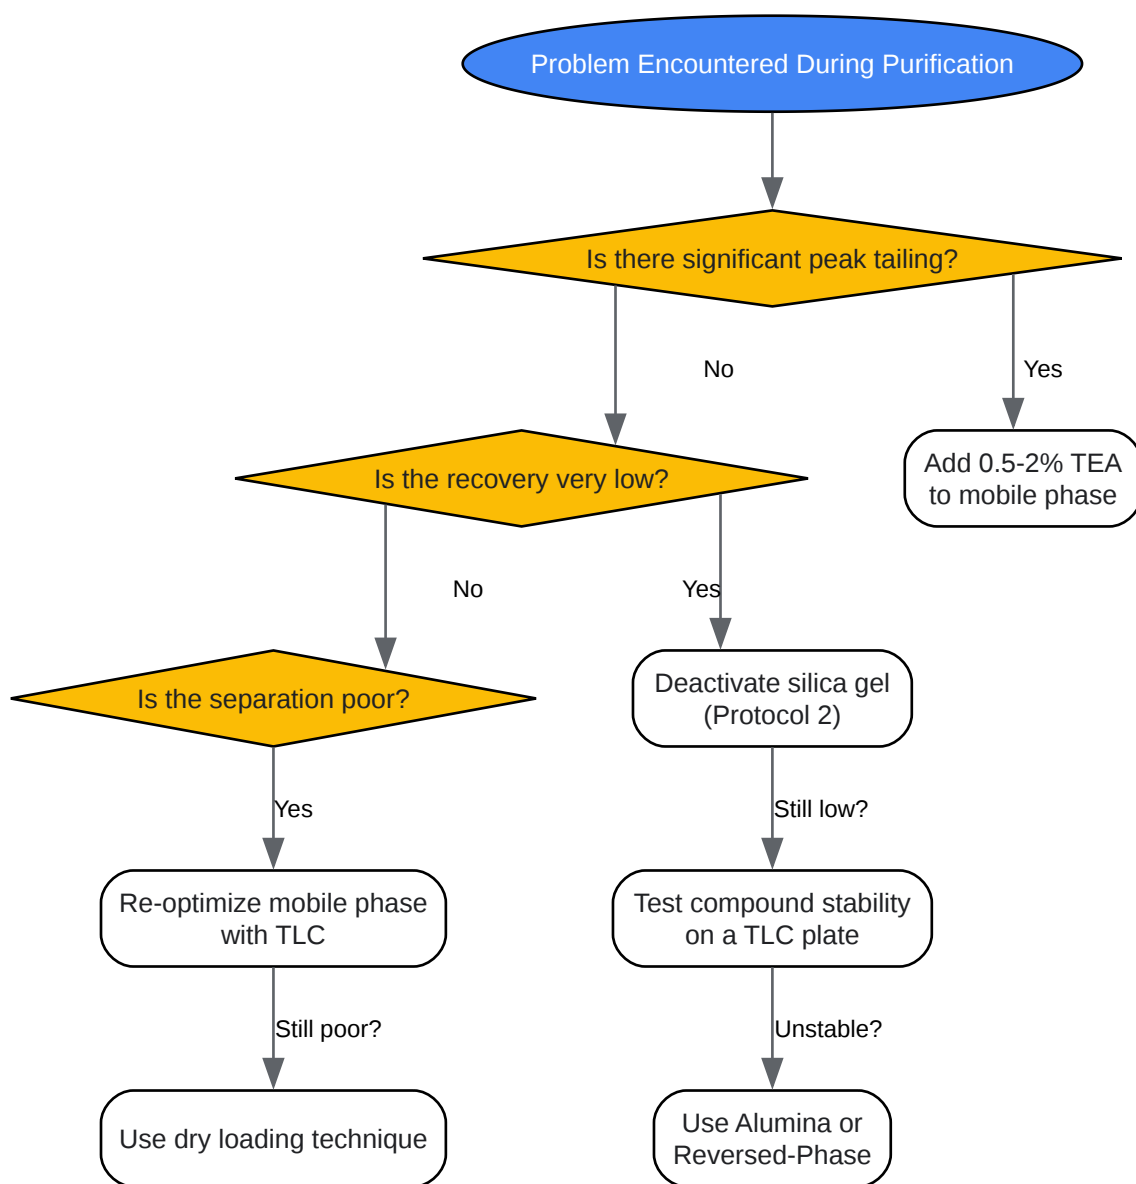 Problem Encountered During Purification
Is there significant peak tailing?
No
Yes
Is the recovery very low?
Add 0.5-2% TEA
to mobile phase
No
Yes
Is the separation poor?
Deactivate silica gel
(Protocol 2)
Yes
Still low?
Re-optimize mobile phase
with TLC
Test compound stability
on a TLC plate
Still poor?
Unstable?
Use dry loading technique
Use Alumina or
Reversed-Phase